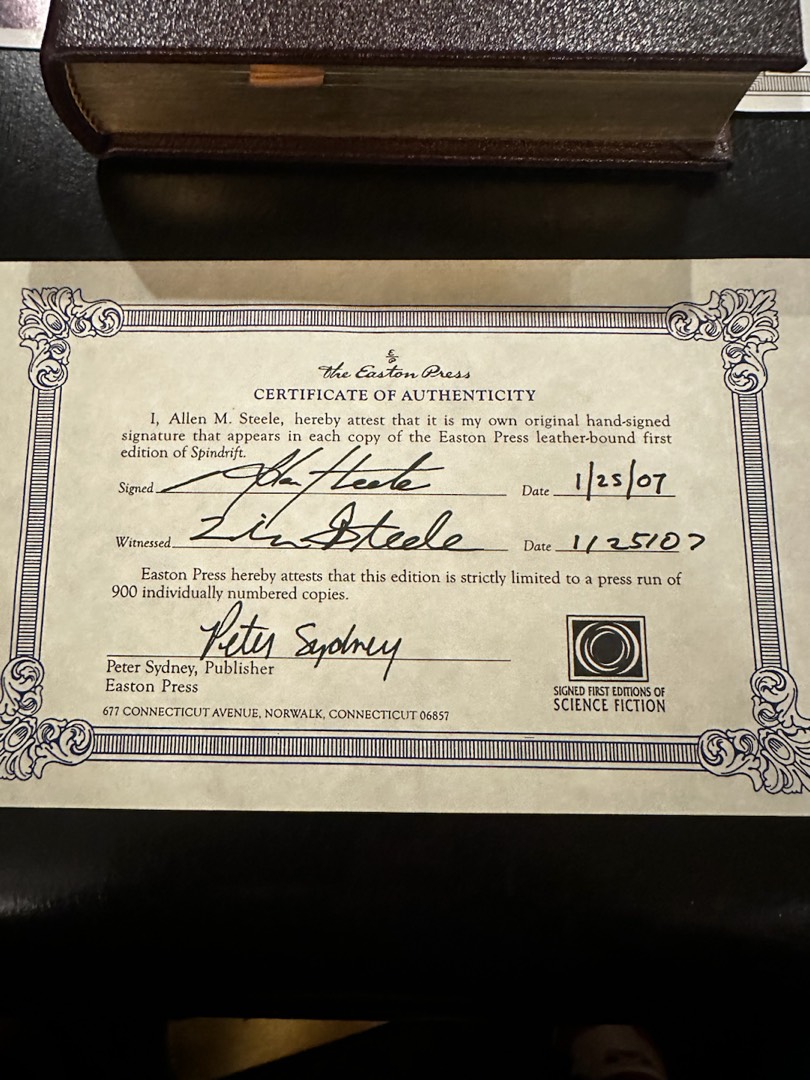 E/P
the Easton Press
CERTIFICATE OF AUTHENTICITY
I, Allen M. Steele, hereby attest that it is my own original hand-signed
signature that appears in each copy of the Easton Press leather-bound first
edition of Spindrift.
Signed Allen Steele Date 1/25/07
Witnessed Steele Date 1/25/07
Easton Press hereby attests that this edition is strictly limited to a press run of
900 individually numbered copies.
Peter Sydney
Peter Sydney, Publisher
Easton Press
677 CONNECTICUT AVENUE, NORWALK, CONNECTICUT 06857
SIGNED FIRST EDITIONS OF
SCIENCE FICTION